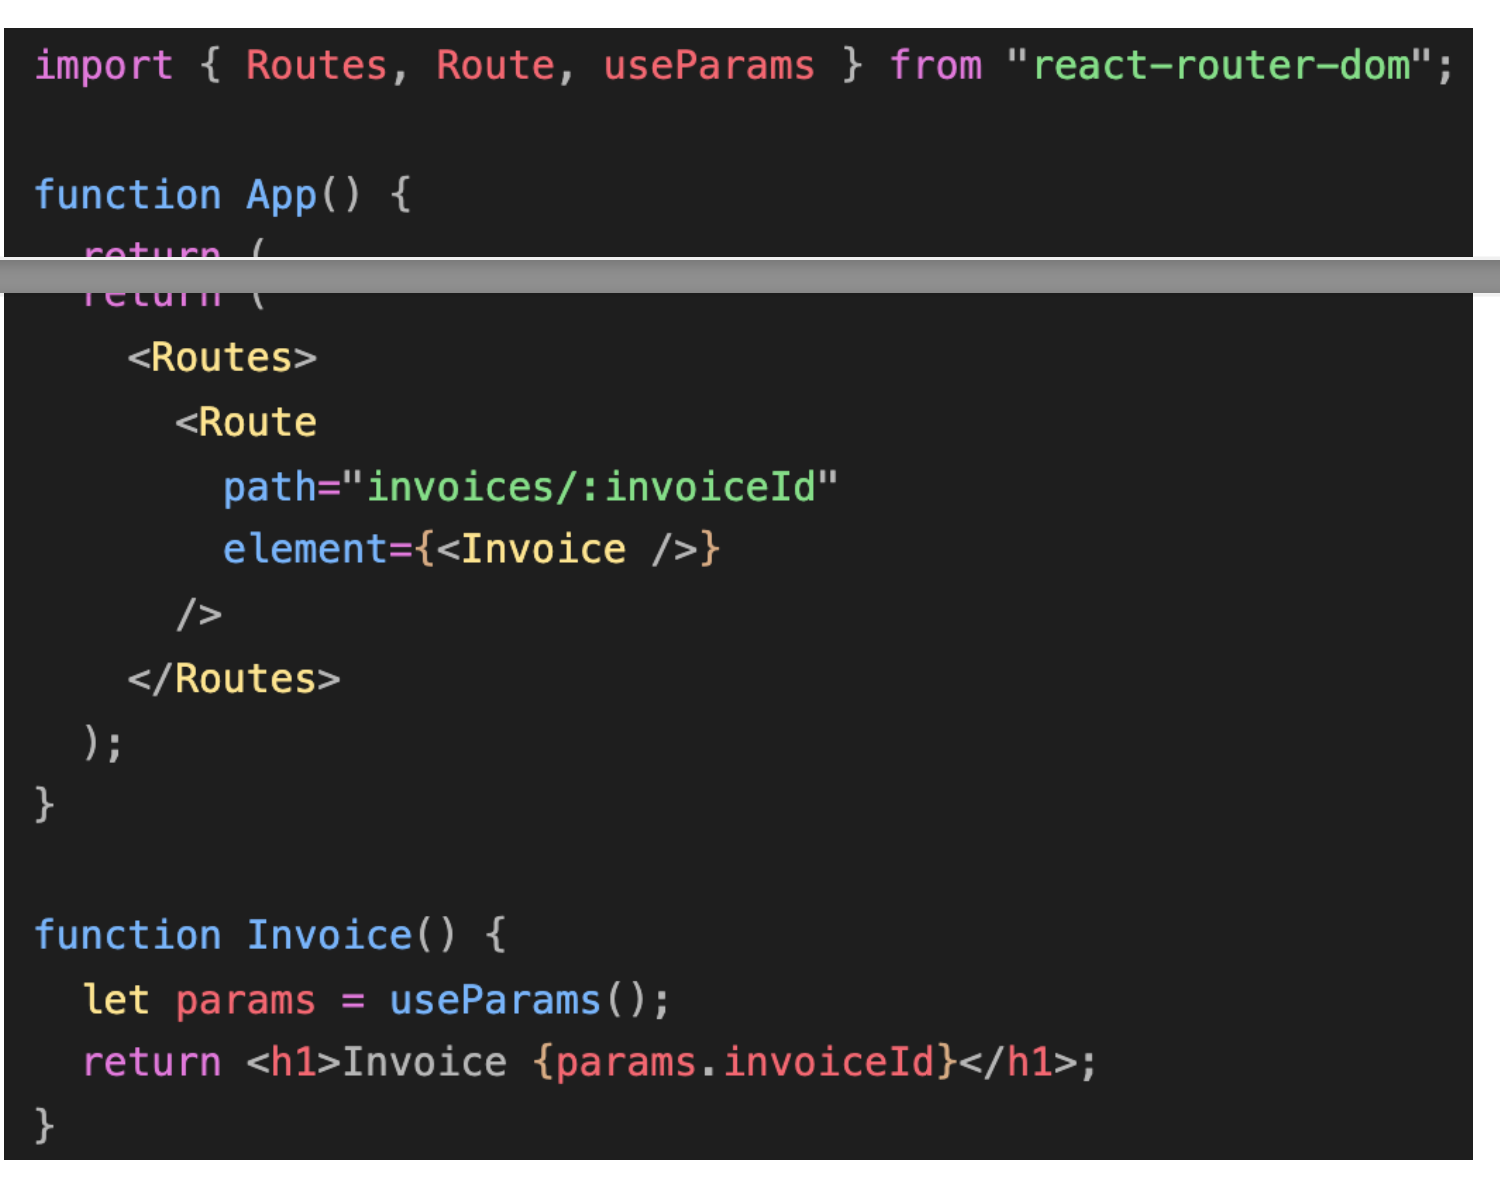 import { Routes, Route, useParams } from "react-router-dom";

function App() {
  return (
    <Routes>
      <Route
        path="invoices/:invoiceId"
        element={<Invoice />}
      />
    </Routes>
  );
}

function Invoice() {
  let params = useParams();
  return <h1>Invoice {params.invoiceId}</h1>;
}